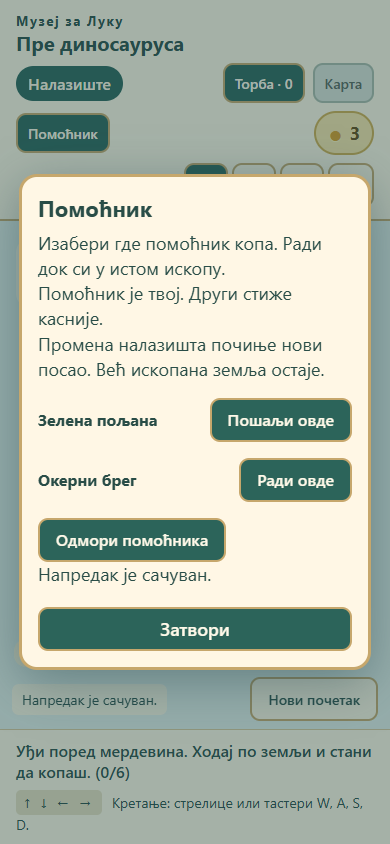 Музеј за Луку
Пре диносауруса
Налазиште
Торба · 0
Карта
Помоћник
3
Помоћник
Изабери где помоћник копа. Ради
док си у истом ископу.
Помоћник је твој. Други стиже
касније.
Промена налазишта почиње нови
посао. Већ ископана земља остаје.
Зелена пољана
Пошаљи овде
Окерни брег
Ради овде
Одмори помоћника
Напредак је сачуван.
Затвори
Напредак је сачуван.
Нови почетак
Уђи поред мердевина. Ходај по земљи и стани
да копаш. (0/6)
↑ ↓ ← → Кретање: стрелице или тастери W, A, S,
D.